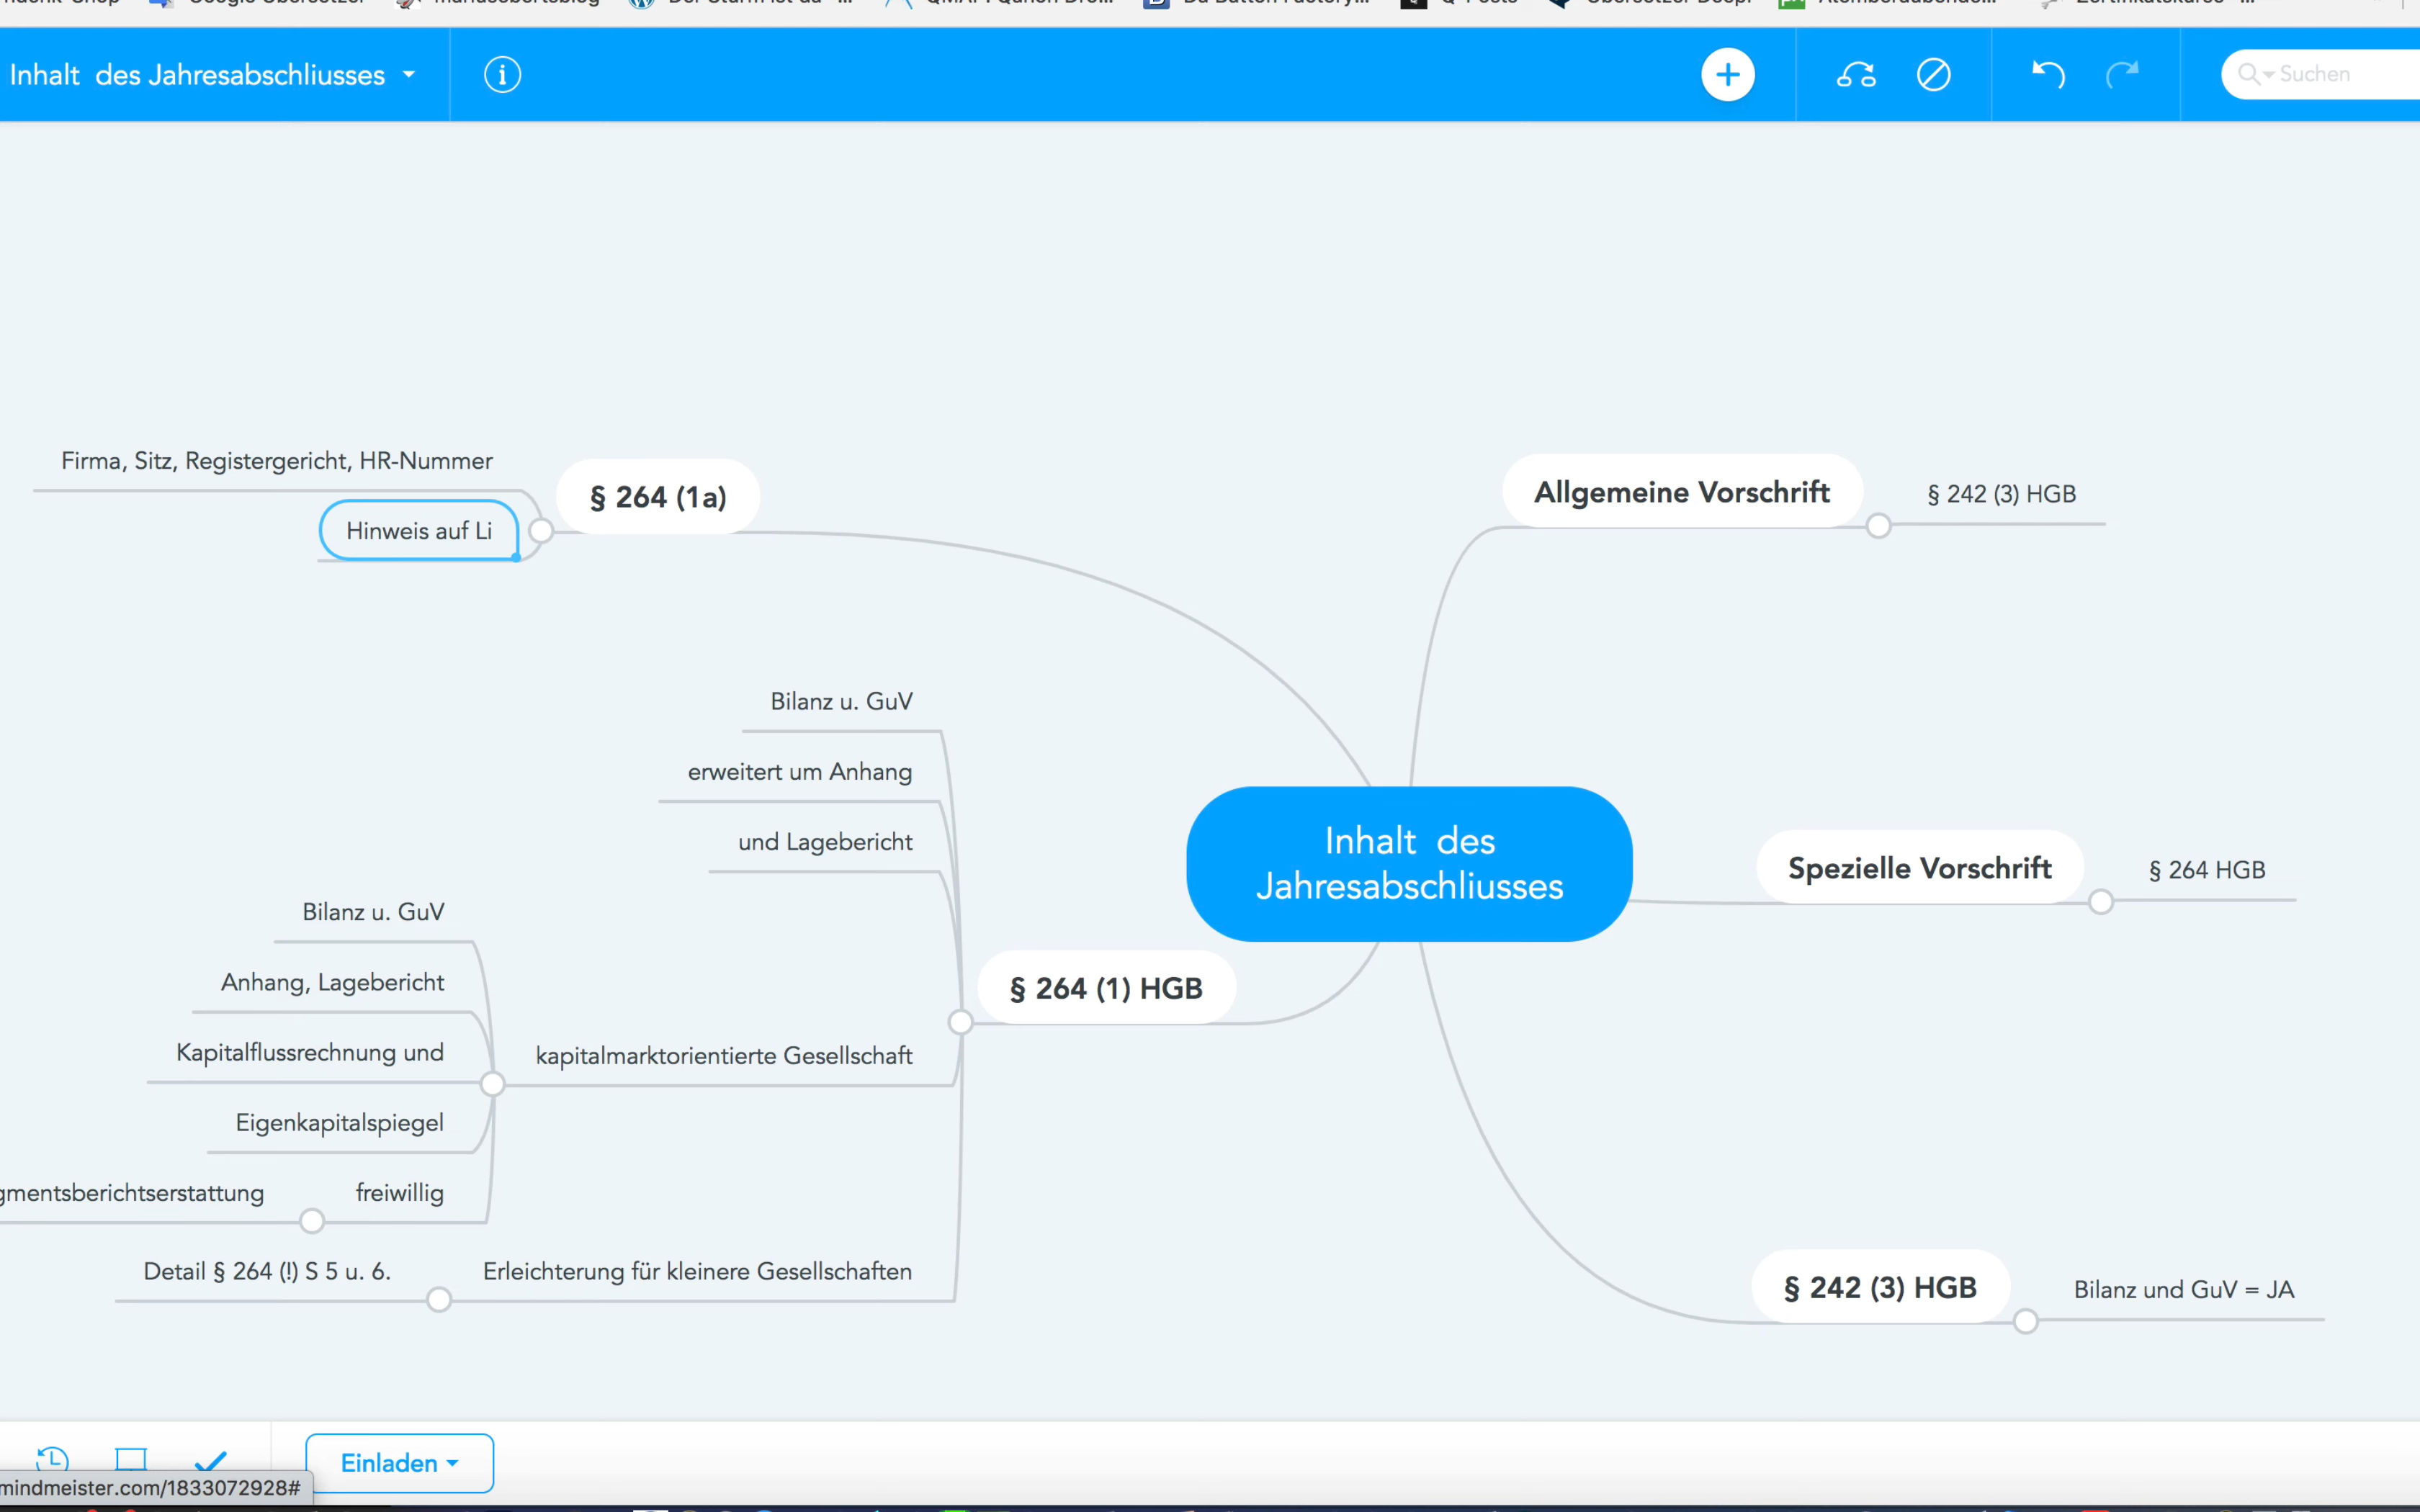 Inhalt des Jahresabschliusses
Suchen
Firma, Sitz, Registergericht, HR-Nummer
Hinweis auf Li
§ 264 (1a)
Allgemeine Vorschrift
§ 242 (3) HGB
Bilanz u. GuV
erweitert um Anhang
und Lagebericht
Inhalt des
Jahresabschliusses
Spezielle Vorschrift
§ 264 HGB
Bilanz u. GuV
Anhang, Lagebericht
Kapitalflussrechnung und
Eigenkapitalspiegel
gmentsberichtserstattung
freiwillig
kapitalmarktorientierte Gesellschaft
§ 264 (1) HGB
Detail § 264 (!) S 5 u. 6.
Erleichterung für kleinere Gesellschaften
§ 242 (3) HGB
Bilanz und GuV = JA
Einladen
mindmeister.com/1833072928#